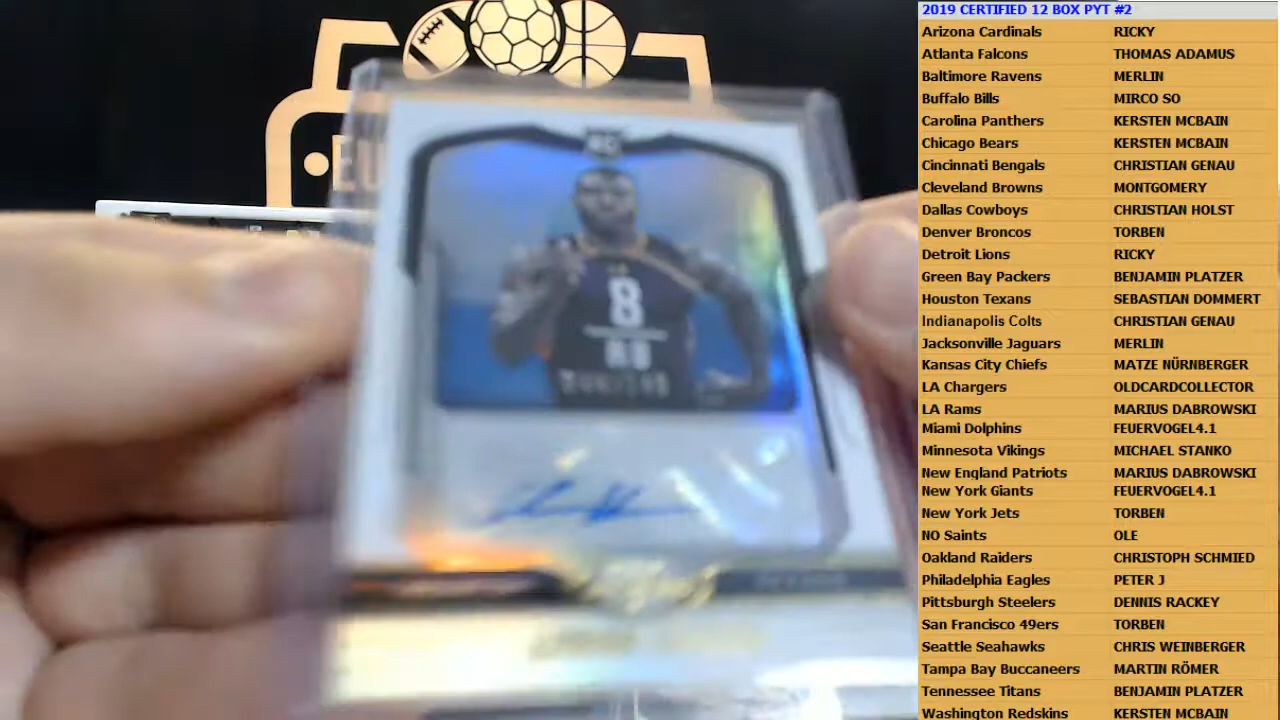 2019 CERTIFIED 12 BOX PYT #2
Arizona Cardinals RICKY
Atlanta Falcons THOMAS ADAMUS
Baltimore Ravens MERLIN
Buffalo Bills MIRCO SO
Carolina Panthers KERSTEN MCBAIN
Chicago Bears KERSTEN MCBAIN
Cincinnati Bengals CHRISTIAN GENAU
Cleveland Browns MONTGOMERY
Dallas Cowboys CHRISTIAN HOLST
Denver Broncos TORBEN
Detroit Lions RICKY
Green Bay Packers BENJAMIN PLATZER
Houston Texans SEBASTIAN DOMMERT
Indianapolis Colts CHRISTIAN GENAU
Jacksonville Jaguars MERLIN
Kansas City Chiefs MATZE NÜRNBERGER
LA Chargers OLDCARDCOLLECTOR
LA Rams MARIUS DABROWSKI
Miami Dolphins FEUERVOGEL4.1
Minnesota Vikings MICHAEL STANKO
New England Patriots MARIUS DABROWSKI
New York Giants FEUERVOGEL4.1
New York Jets TORBEN
NO Saints OLE
Oakland Raiders CHRISTOPH SCHMIED
Philadelphia Eagles PETER J
Pittsburgh Steelers DENNIS RACKEY
San Francisco 49ers TORBEN
Seattle Seahawks CHRIS WEINBERGER
Tampa Bay Buccaneers MARTIN RÖMER
Tennessee Titans BENJAMIN PLATZER
Washington Redskins KERSTEN MCBAIN
8